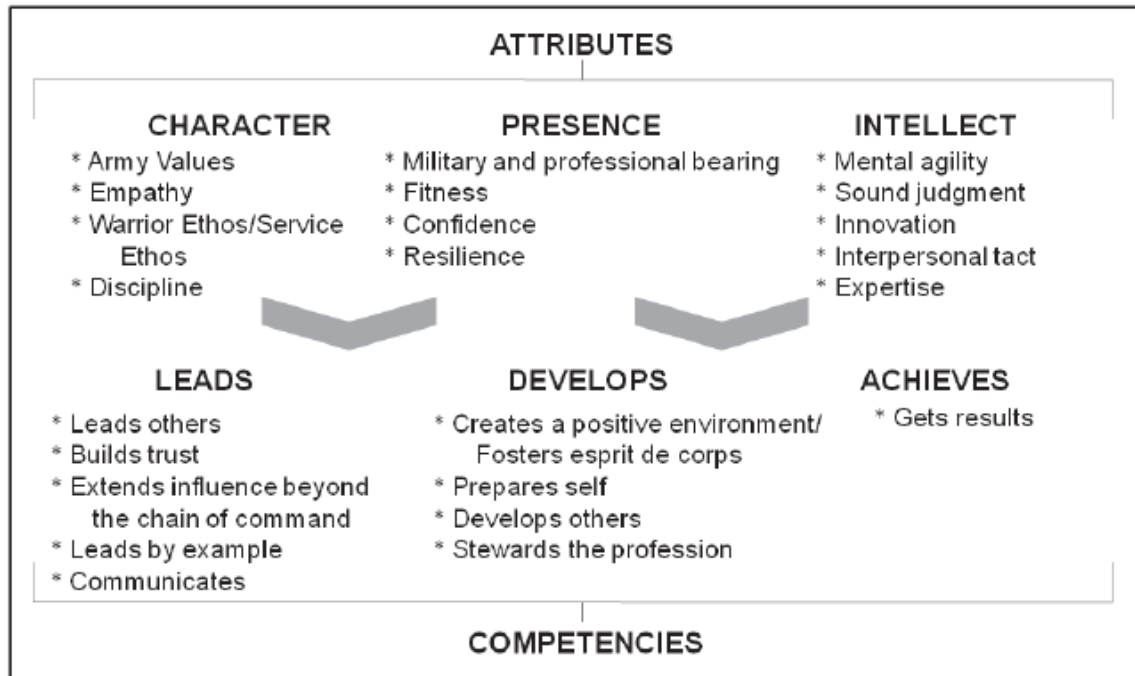 ATTRIBUTES
CHARACTER
* Army Values
* Empathy
* Warrior Ethos/Service
Ethos
* Discipline
PRESENCE
* Military and professional bearing
* Fitness
* Confidence
* Resilience
INTELLECT
* Mental agility
* Sound judgment
* Innovation
* Interpersonal tact
* Expertise
LEADS
* Leads others
* Builds trust
* Extends influence beyond
the chain of command
* Leads by example
* Communicates
DEVELOPS
* Creates a positive environment/
Fosters esprit de corps
* Prepares self
* Develops others
* Stewards the profession
ACHIEVES
* Gets results
COMPETENCIES